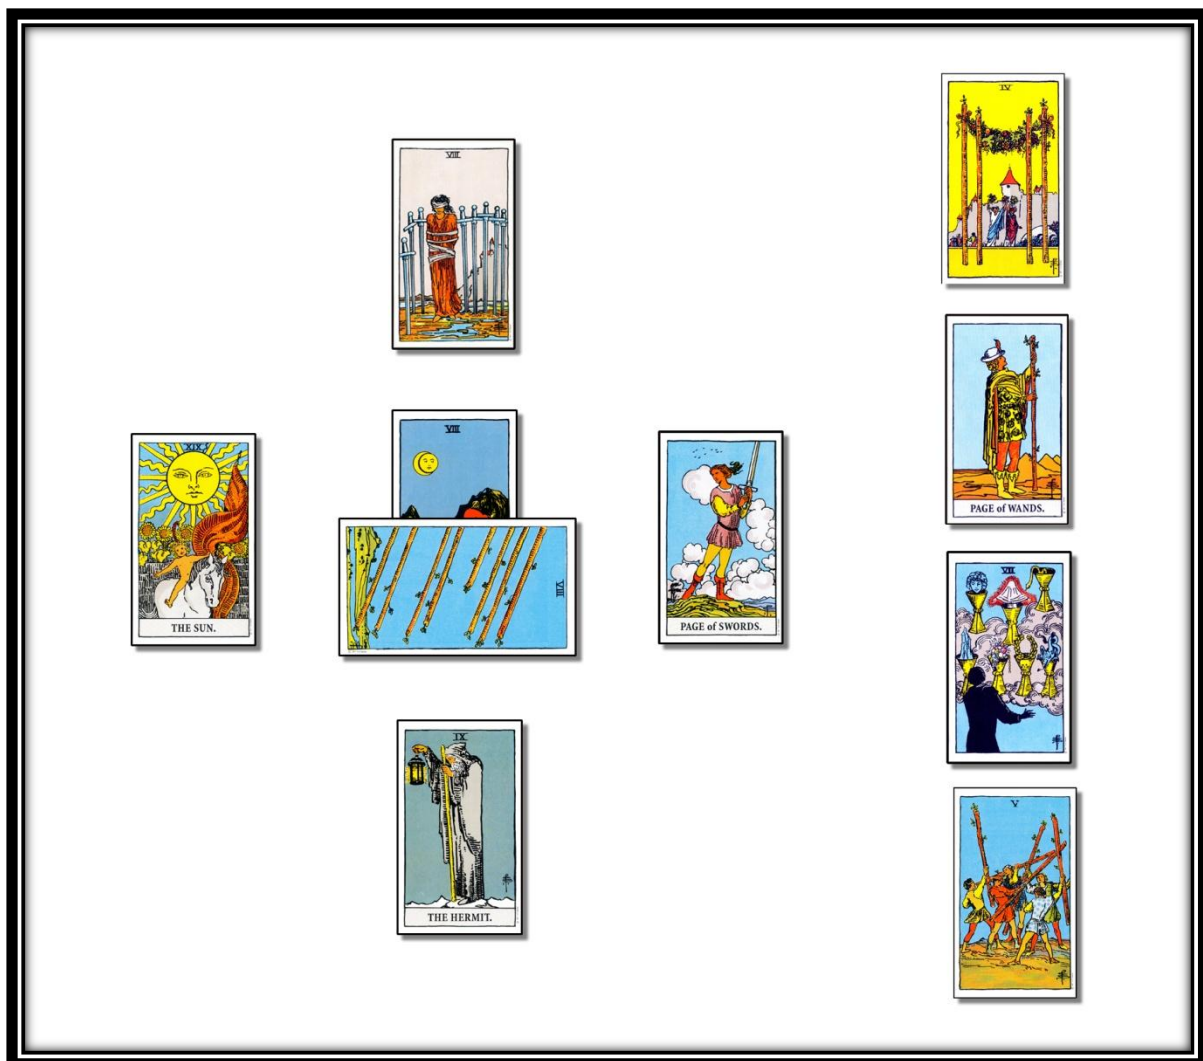 VIII
XIX
THE SUN.
VIII
VIII
PAGE of SWORDS.
IX
THE HERMIT.
IV
PAGE of WANDS.
VII
V